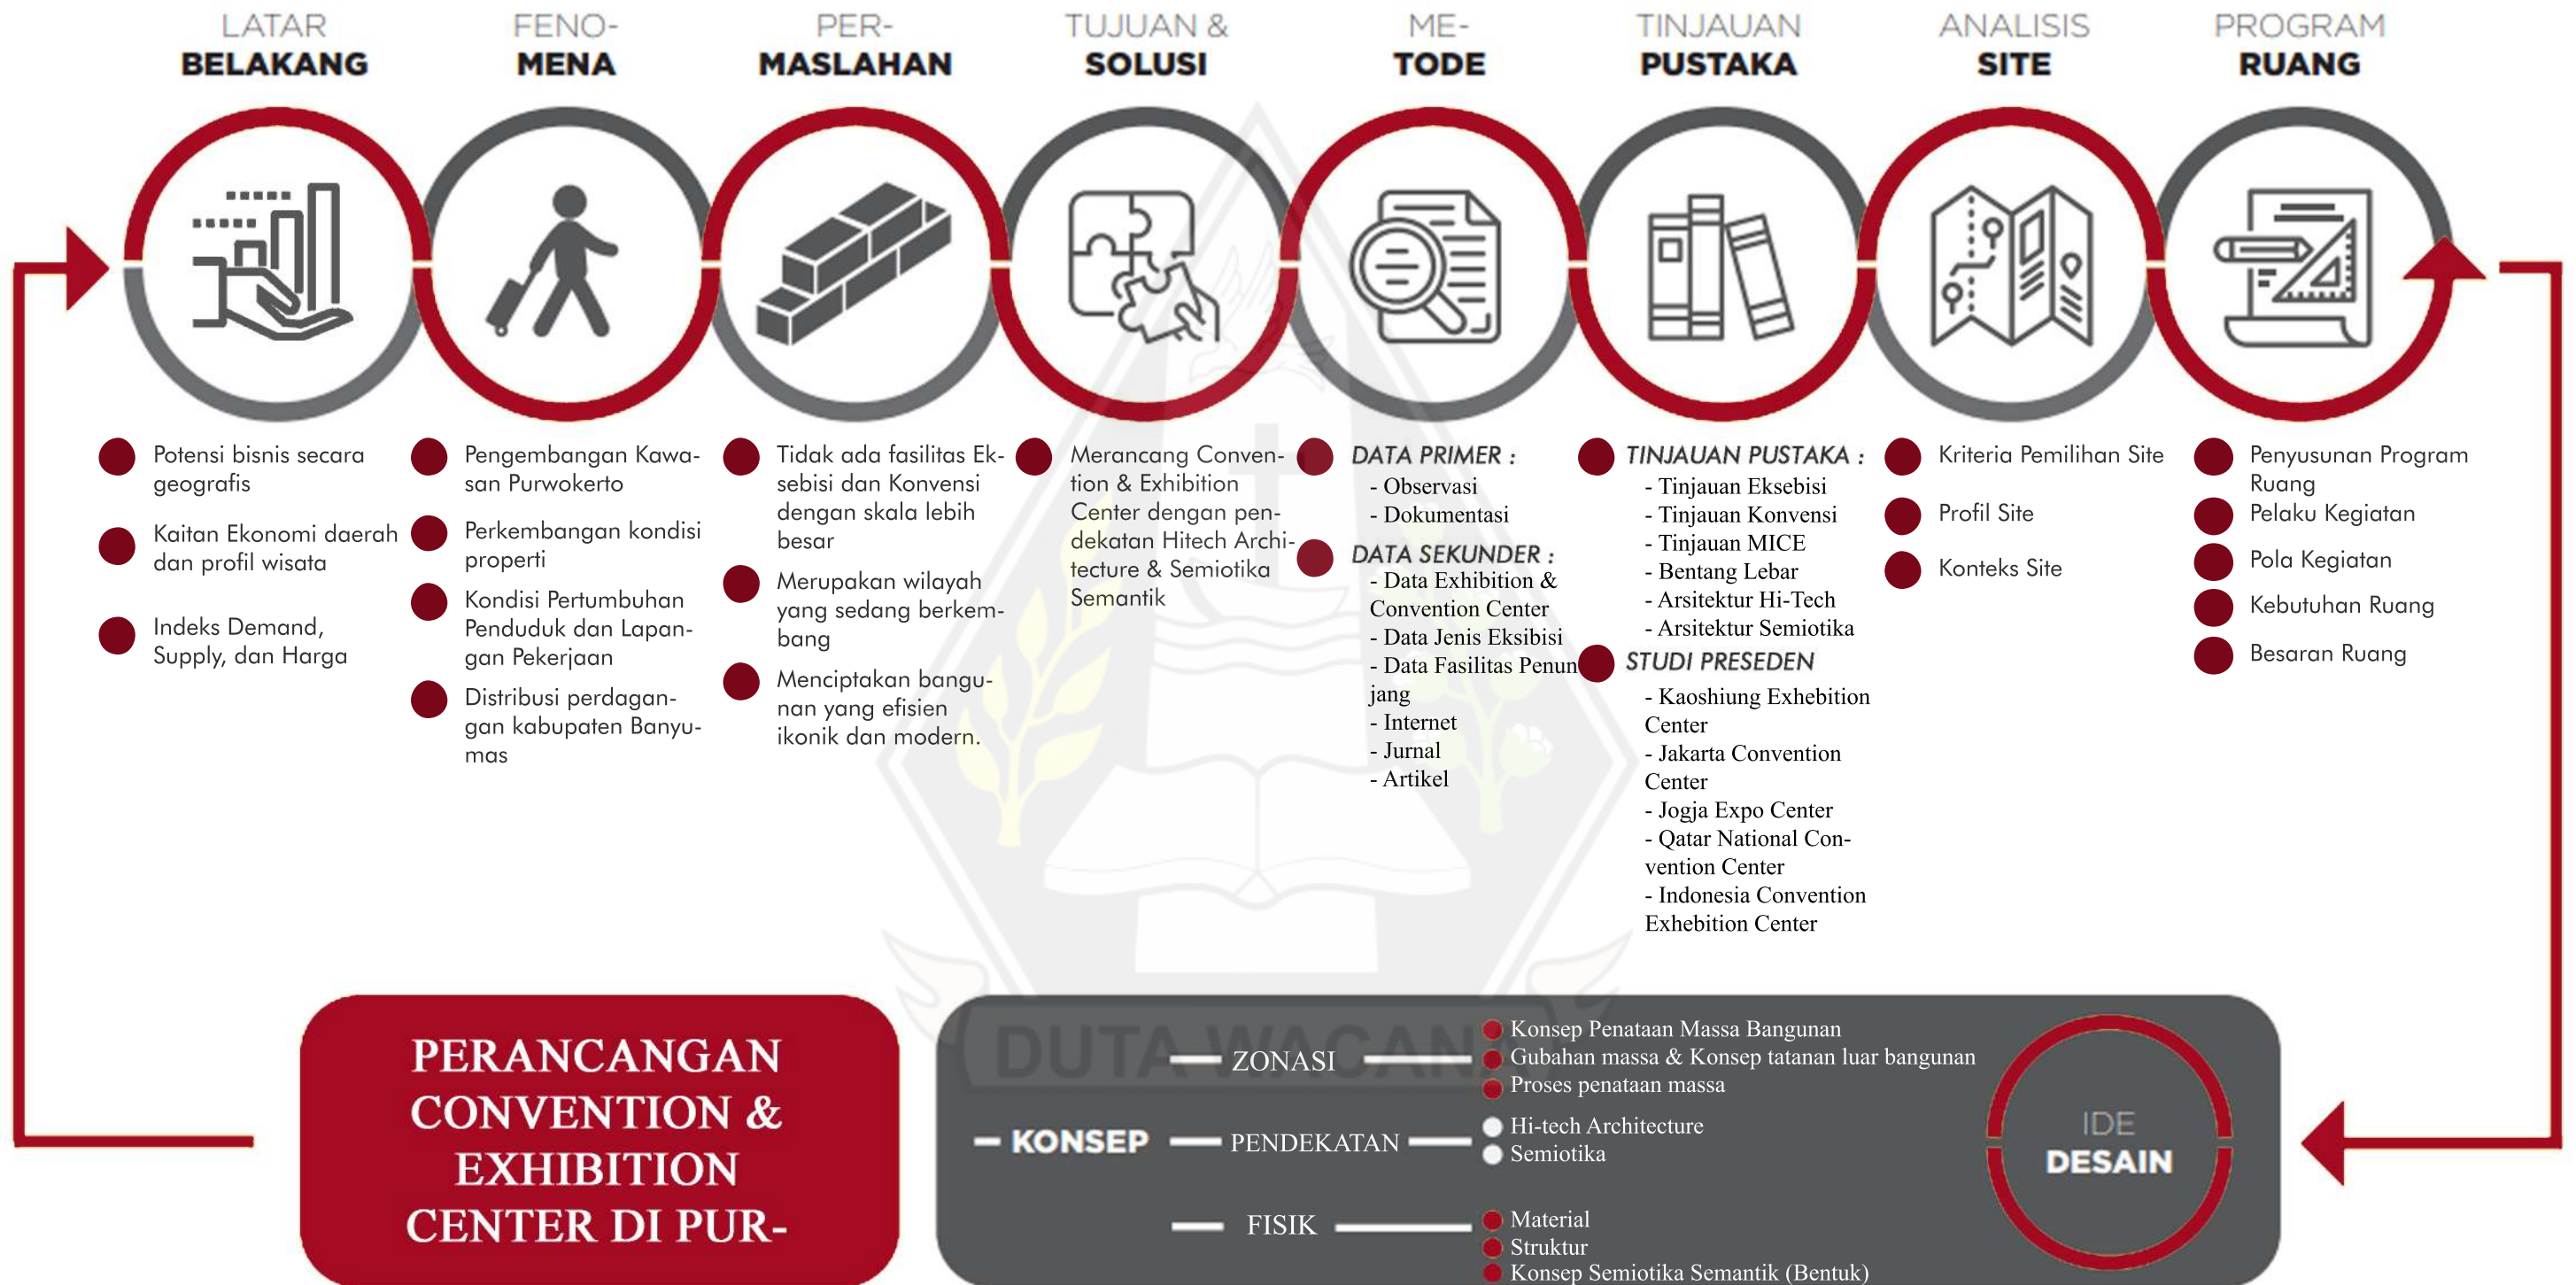 LATAR
BELAKANG
FENO-
MENA
PER-
MASLAHAN
TUJUAN &
SOLUSI
ME-
TODE
TINJAUAN
PUSTAKA
ANALISIS
SITE
PROGRAM
RUANG
Potensi bisnis secara
geografis
Kaitan Ekonomi daerah
dan profil wisata
Indeks Demand,
Supply, dan Harga
Pengembangan Kawa-
san Purwokerto
Perkembangan kondisi
properti
Kondisi Pertumbuhan
Penduduk dan Lapan-
gan Pekerjaan
Distribusi perdagan-
gan kabupaten Banyu-
mas
Tidak ada fasilitas Ek-
sebisi dan Konvensi
dengan skala lebih
besar
Merupakan wilayah
yang sedang berkem-
bang
Menciptakan bangu-
nan yang efisien
ikonik dan modern.
Merancang Conven-
tion & Exhibition
Center dengan pen-
dekatan Hitech Archi-
tecture & Semiotika
Semantik
DATA PRIMER :
- Observasi
- Dokumentasi
DATA SEKUNDER :
- Data Exhibition &
Convention Center
- Data Jenis Eksibisi
- Data Fasilitas Penun
jang
- Internet
- Jurnal
- Artikel
TINJAUAN PUSTAKA :
- Tinjauan Eksebisi
- Tinjauan Konvensi
- Tinjauan MICE
- Bentang Lebar
- Arsitektur Hi-Tech
- Arsitektur Semiotika
STUDI PRESEDEN
- Kaoshiung Exhebition
Center
- Jakarta Convention
Center
- Jogja Expo Center
- Qatar National Con-
vention Center
- Indonesia Convention
Exhebition Center
Kriteria Pemilihan Site
Profil Site
Konteks Site
Penyusunan Program
Ruang
Pelaku Kegiatan
Pola Kegiatan
Kebutuhan Ruang
Besaran Ruang
PERANCANGAN
CONVENTION &
EXHIBITION
CENTER DI PUR-
DUTA WACANA
KONSEP
ZONASI
Konsep Penataan Massa Bangunan
Gubahan massa & Konsep tatanan luar bangunan
Proses penataan massa
PENDEKATAN
Hi-tech Architecture
Semiotika
FISIK
Material
Struktur
Konsep Semiotika Semantik (Bentuk)
IDE
DESAIN